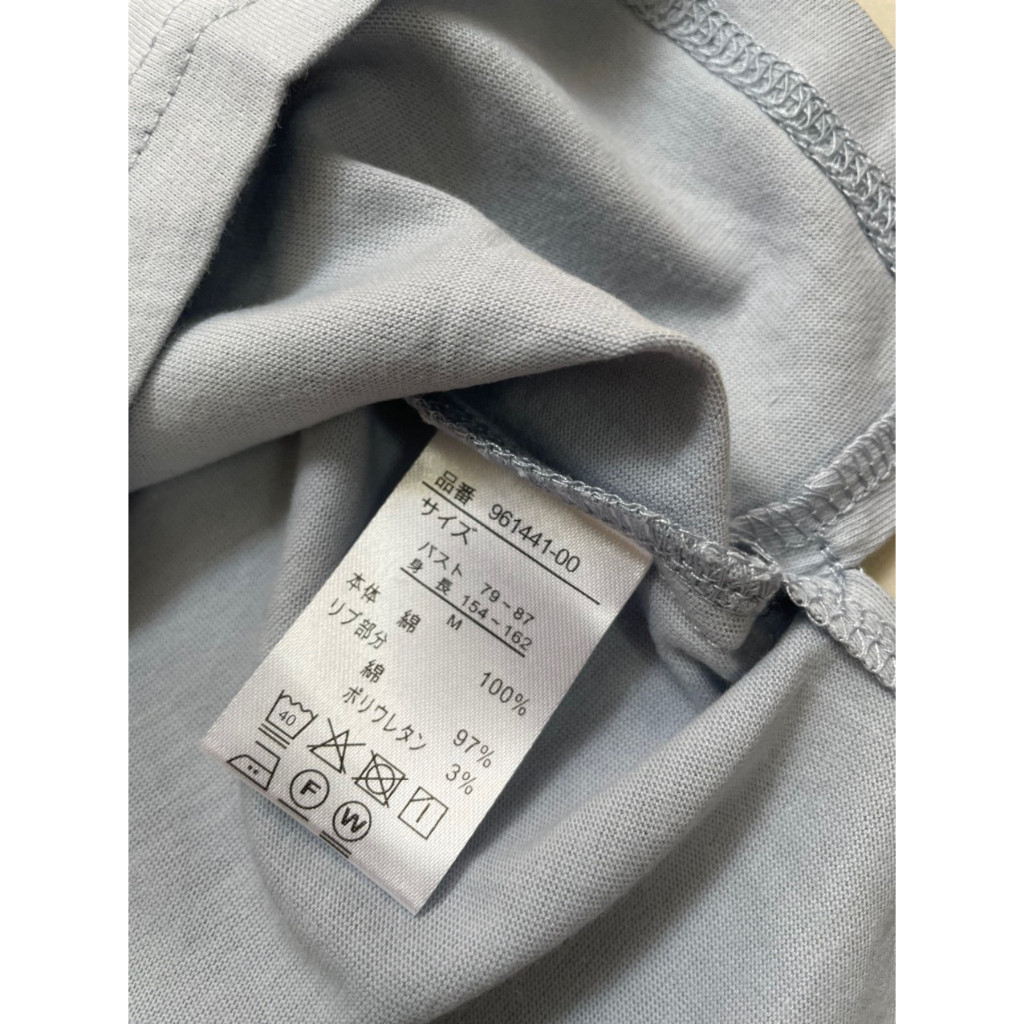 品番 961441-00
サイズ
バスト 79-87
身長 154-162
M
本体 綿 100%
リブ部分
綿 97%
ポリウレタン 3%
40
F
W